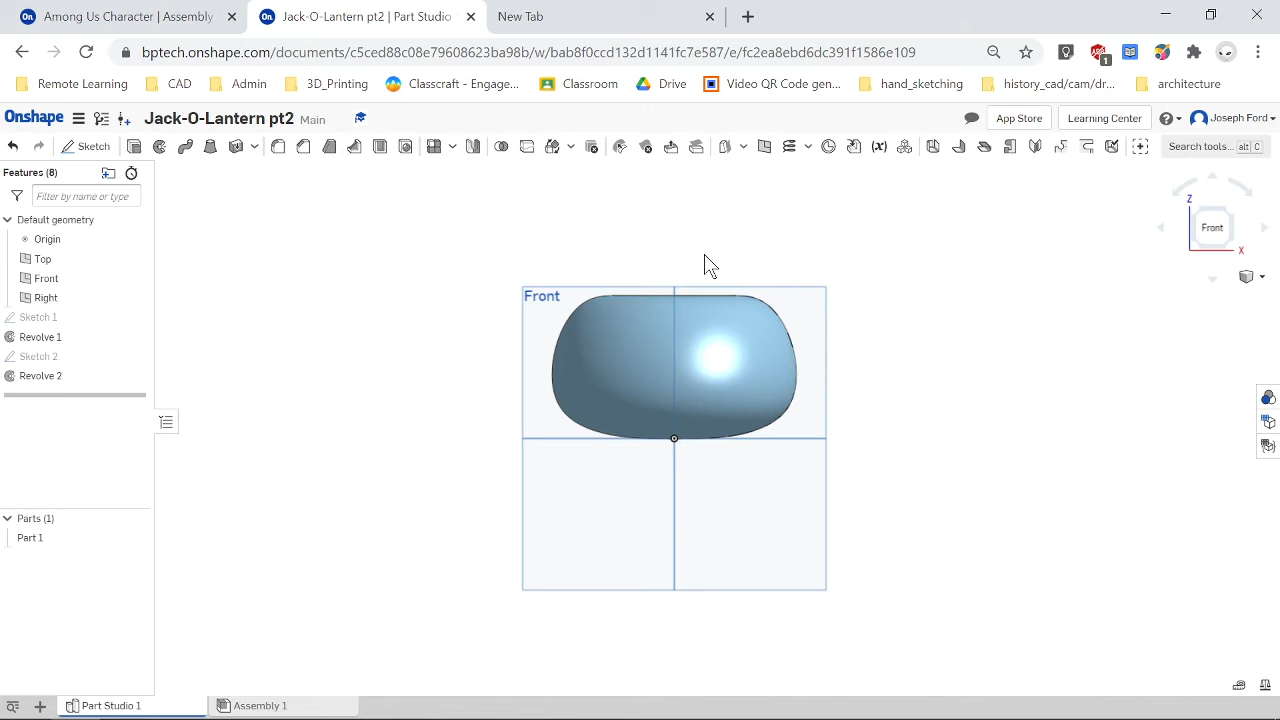 Among Us Character | Assembly
Jack-O-Lantern pt2 | Part Studio
New Tab
bptech.onshape.com/documents/c5ced88c08e79608623ba98b/w/bab8f0ccd132d1141fc7e587/e/fc2ea8ebd6dc391f1586e109
1
Remote Learning
CAD
Admin
3D_Printing
Classcraft - Engage...
Classroom
Drive
Video QR Code gen...
hand_sketching
history_cad/cam/dr...
architecture
Onshape
Jack-O-Lantern pt2 Main
App Store
Learning Center
Joseph Ford
Sketch
Search tools... alt C
Features (8)
Filter by name or type
Default geometry
Origin
Top
Front
Right
Sketch 1
Revolve 1
Sketch 2
Revolve 2
Parts (1)
Part 1
Front
Z
Front
X
Part Studio 1
Assembly 1